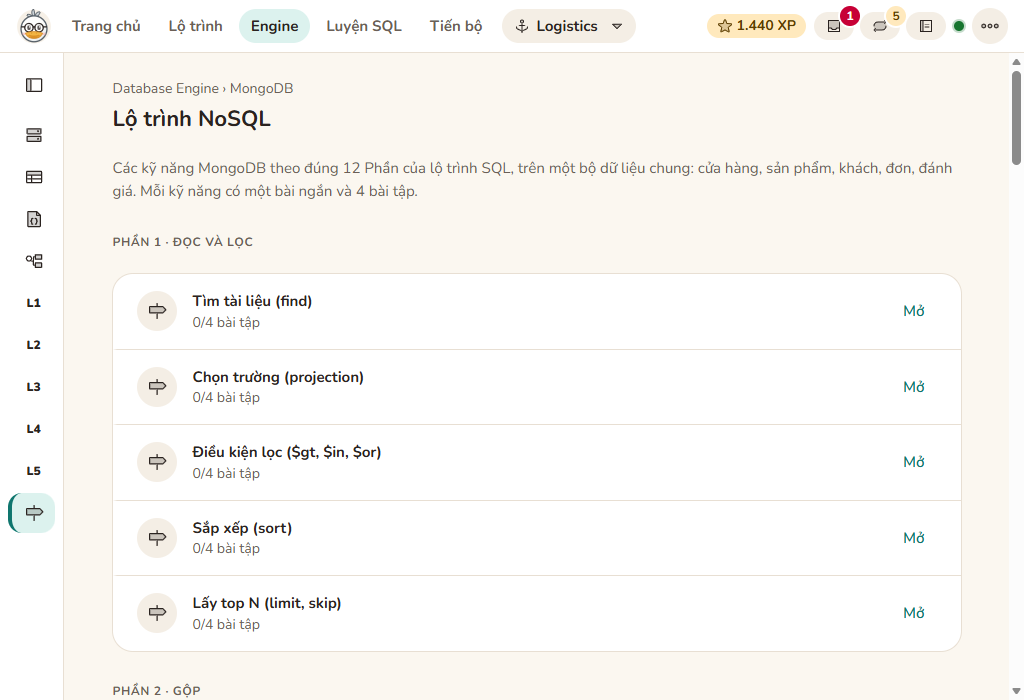 Trang chủ
Lộ trình
Engine
Luyện SQL
Tiến bộ
Logistics
1.440 XP
1
5
Database Engine › MongoDB
Lộ trình NoSQL
Các kỹ năng MongoDB theo đúng 12 Phần của lộ trình SQL, trên một bộ dữ liệu chung: cửa hàng, sản phẩm, khách, đơn, đánh
giá. Mỗi kỹ năng có một bài ngắn và 4 bài tập.
PHẦN 1 · ĐỌC VÀ LỌC
Tìm tài liệu (find)
0/4 bài tập
Mở
Chọn trường (projection)
0/4 bài tập
Mở
Điều kiện lọc ($gt, $in, $or)
0/4 bài tập
Mở
Sắp xếp (sort)
0/4 bài tập
Mở
Lấy top N (limit, skip)
0/4 bài tập
Mở
PHẦN 2 · GỘP
L1
L2
L3
L4
L5